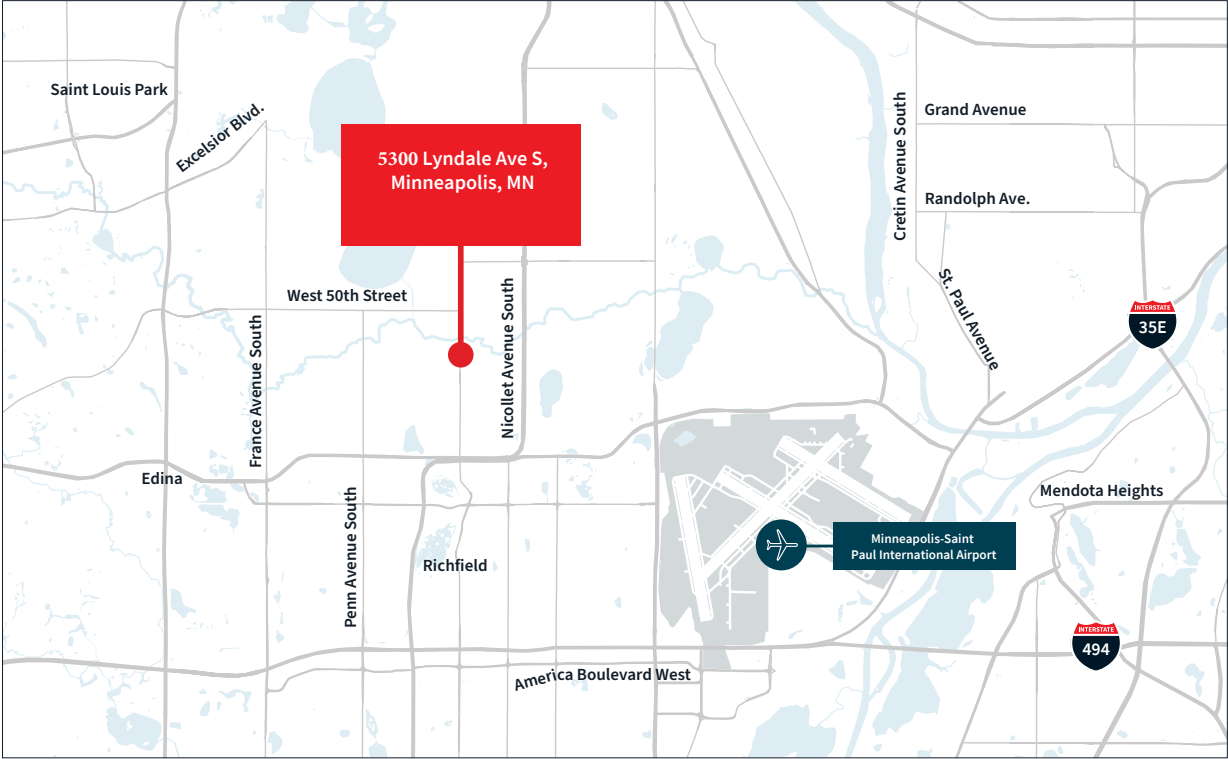 Saint Louis Park
Excelsior Blvd.
5300 Lyndale Ave S,
Minneapolis, MN
Cretin Avenue South
Grand Avenue
Randolph Ave.
St. Paul Avenue
West 50th Street
France Avenue South
Nicollet Avenue South
INTERSTATE
35E
Edina
Penn Avenue South
Richfield
Mendota Heights
Minneapolis-Saint
Paul International Airport
INTERSTATE
494
America Boulevard West